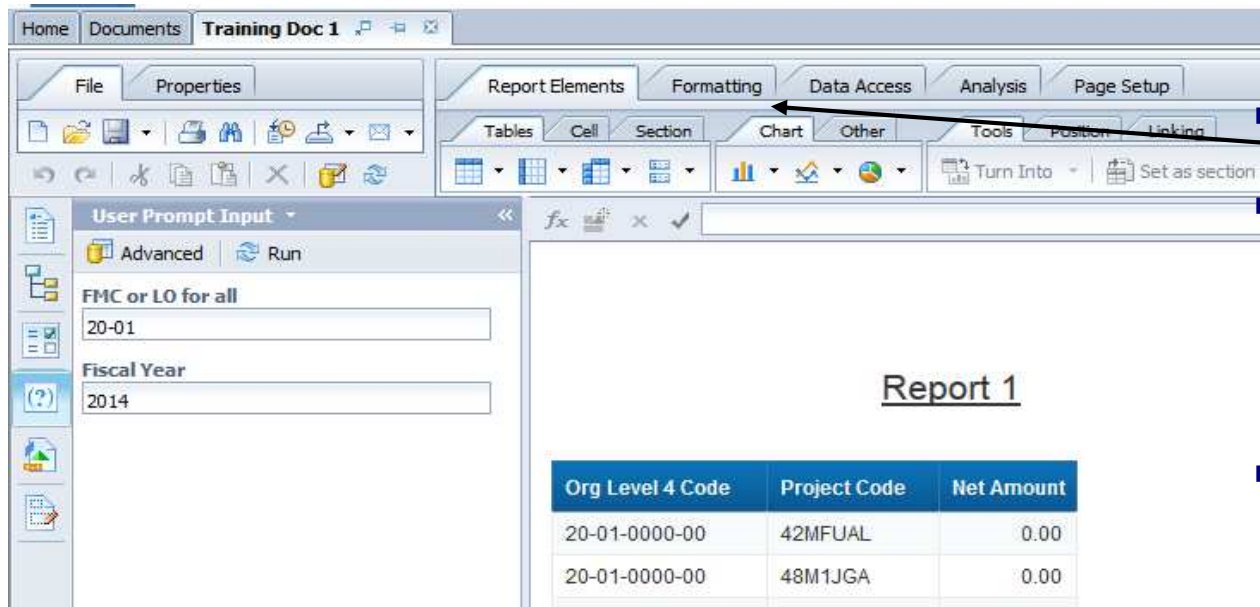 Home Documents Training Doc 1
File Properties
Report Elements Formatting Data Access Analysis Page Setup
Tables Cell Section Chart Other Tools Position Linking
Turn Into Set as section
User Prompt Input
Advanced Run
FMC or LO for all
20-01
Fiscal Year
2014
Report 1
Org Level 4 Code Project Code Net Amount
20-01-0000-00 42MFUAL 0.00
20-01-0000-00 48M1JGA 0.00